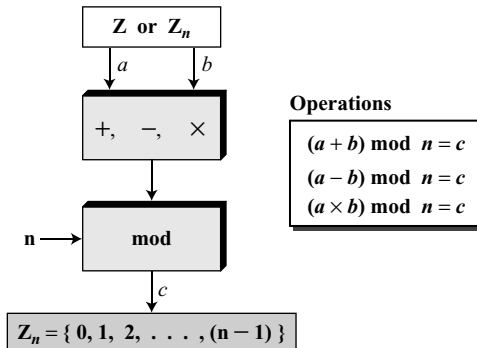 Z or Zₙ
a b
+, −, ×
n
mod
c
Zₙ = { 0, 1, 2, . . . , (n − 1) }
Operations
(a + b) mod n = c
(a − b) mod n = c
(a × b) mod n = c